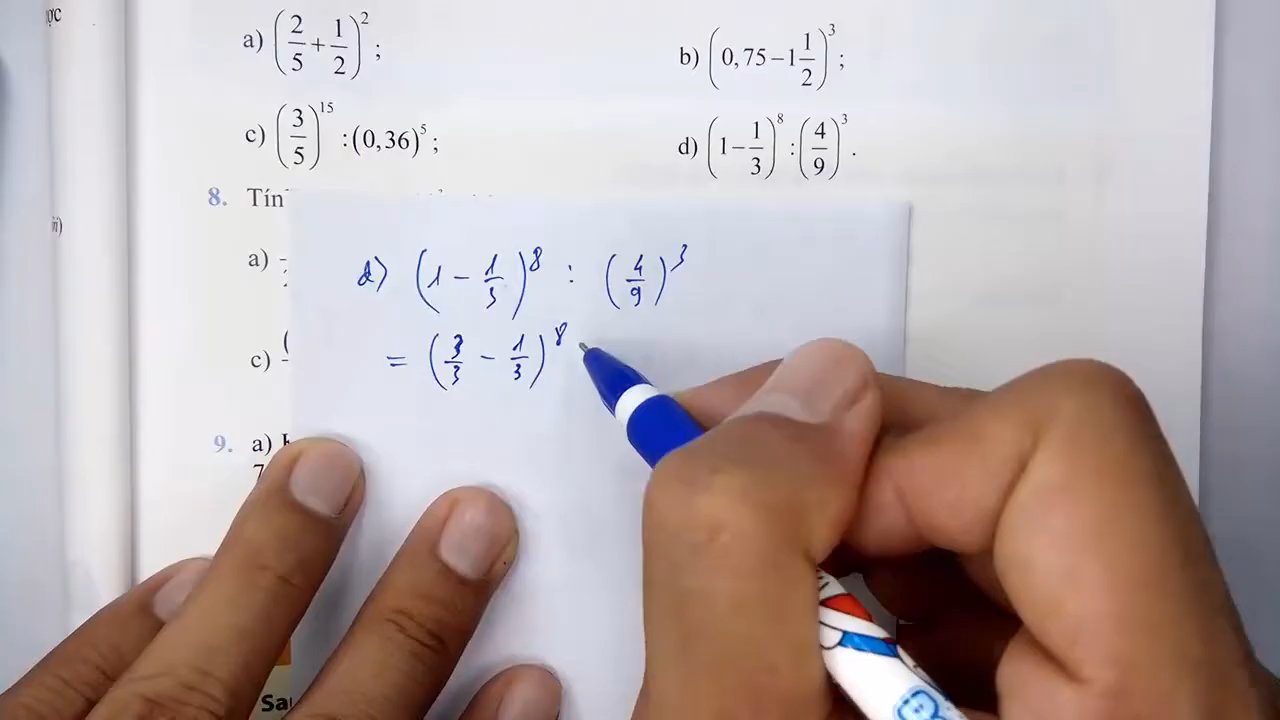 a) (2/5 + 1/2)² ;
b) (0,75 − 1 1/2)³ ;
c) (3/5)¹⁵ : (0,36)⁵ ;
d) (1 − 1/3)⁸ : (4/9)³ .
8. Tín
a)
d) (1 − 1/3)⁸ : (4/9)³
= (3/3 − 1/3)⁸
c)
9. a)
7
Sa